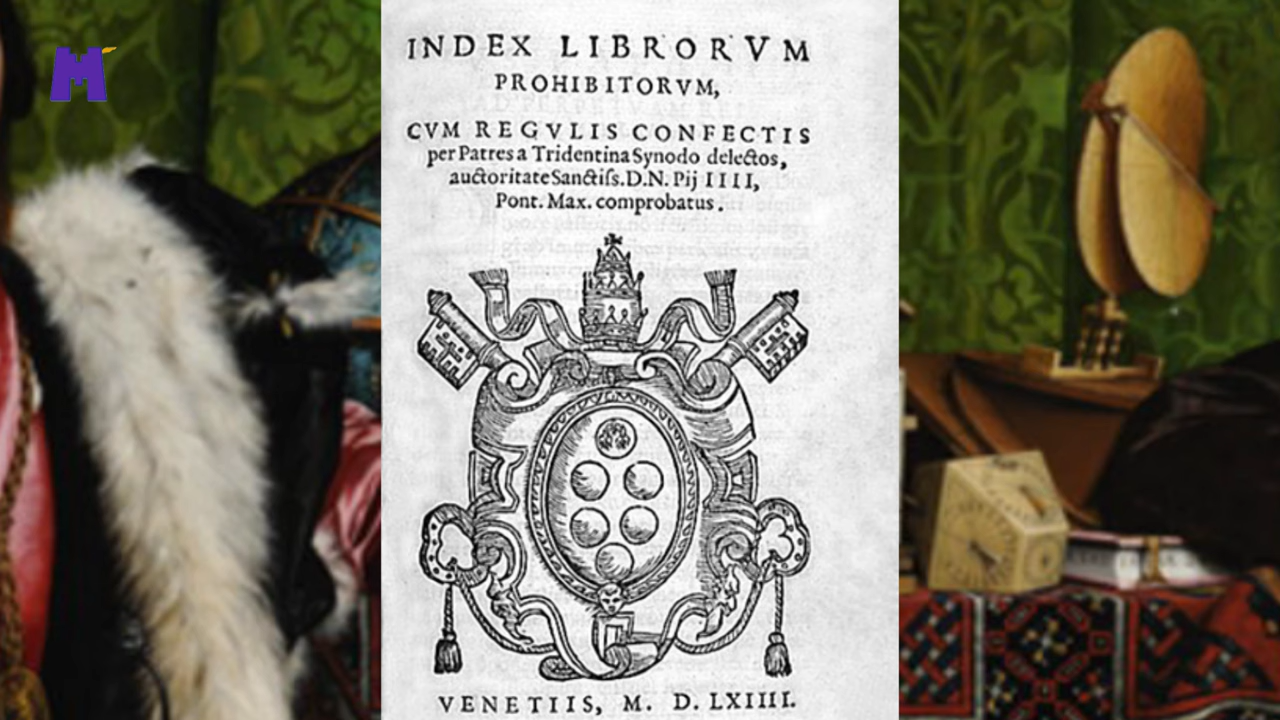 M
INDEX LIBRORVM
PROHIBITORVM,
CVM REGVLIS CONFECTIS
per Patres a Tridentina Synodo delectos,
auctoritate Sanctiſs. D. N. Pij IIII,
Pont. Max. comprobatus.
VENETIIS, M. D. LXIIII.